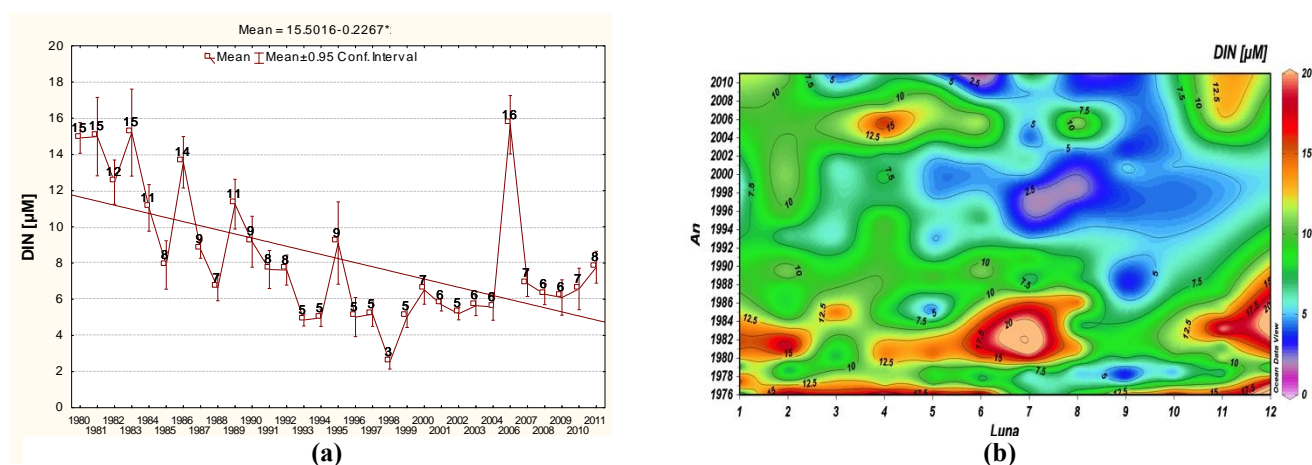 Mean = 15.5016-0.2267*
DIN [µM]
Mean Mean±0.95 Conf. Interval
20
18
16
14
12
10
8
6
4
2
0
15 15 12 15 11 8 14 9 7 11 9 8 8 5 5 9 5 5 3 5 7 6 5 6 6 16 7 6 6 7 8
1980 1982 1984 1986 1988 1990 1992 1994 1996 1998 2000 2002 2004 2007 2009 2011
1981 1983 1985 1987 1989 1991 1993 1995 1997 1999 2001 2003 2006 2008 2010
(a)
DIN [µM]
An
2010
2008
2006
2004
2002
2000
1998
1996
1994
1992
1990
1988
1986
1984
1982
1980
1978
1976
1 2 3 4 5 6 7 8 9 10 11 12
Luna
20
15
10
5
0
Ocean Data View
(b)